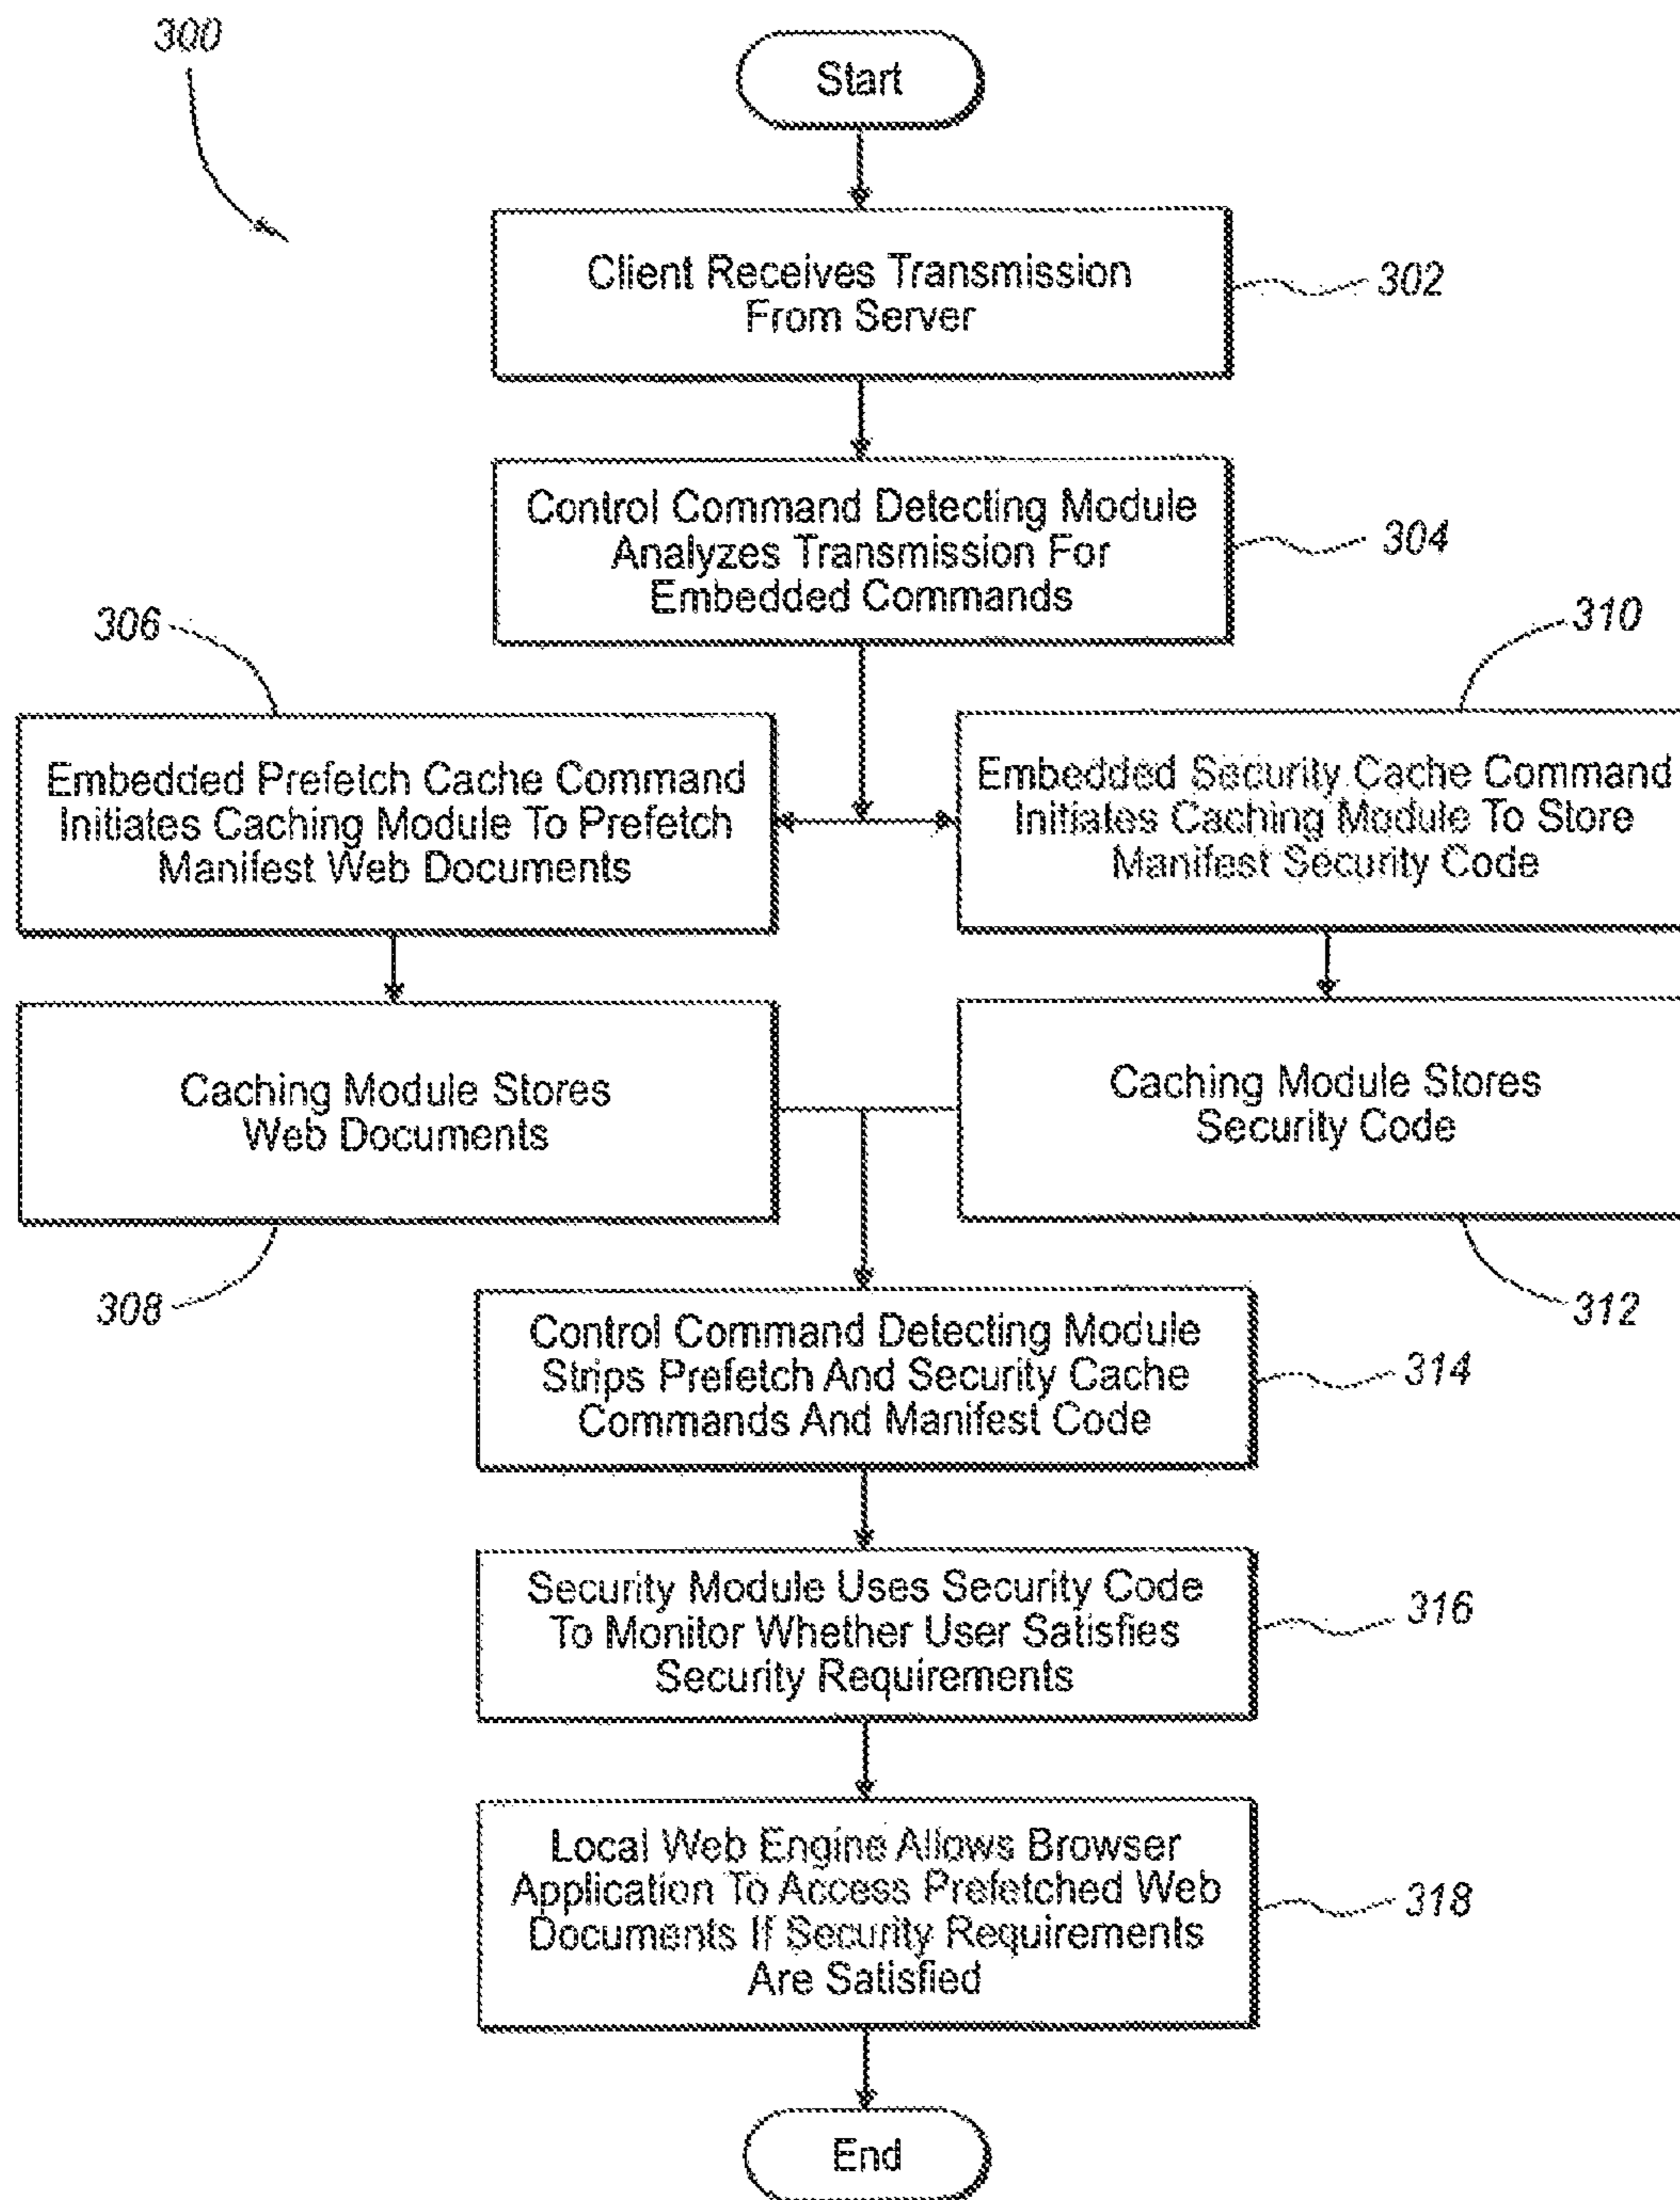 300
Start
Client Receives Transmission
From Server
302
Control Command Detecting Module
Analyzes Transmission For
Embedded Commands
304
306
Embedded Prefetch Cache Command
Initiates Caching Module To Prefetch
Manifest Web Documents
310
Embedded Security Cache Command
Initiates Caching Module To Store
Manifest Security Code
Caching Module Stores
Web Documents
308
Caching Module Stores
Security Code
312
Control Command Detecting Module
Strips Prefetch And Security Cache
Commands And Manifest Code
314
Security Module Uses Security Code
To Monitor Whether User Satisfies
Security Requirements
316
Local Web Engine Allows Browser
Application To Access Prefetched Web
Documents If Security Requirements
Are Satisfied
318
End